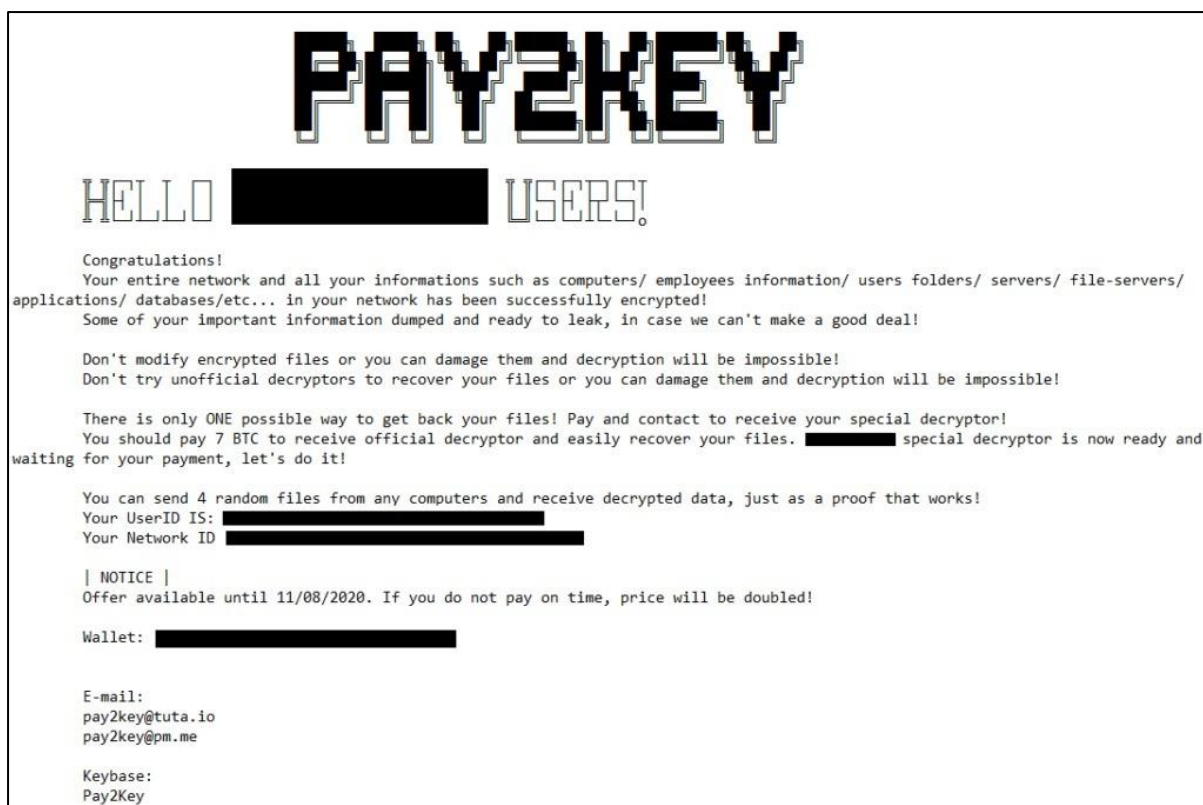 PAY2KEY
HELLO USERS!
Congratulations!
Your entire network and all your informations such as computers/ employees information/ users folders/ servers/ file-servers/
applications/ databases/etc... in your network has been successfully encrypted!
Some of your important information dumped and ready to leak, in case we can't make a good deal!
Don't modify encrypted files or you can damage them and decryption will be impossible!
Don't try unofficial decryptors to recover your files or you can damage them and decryption will be impossible!
There is only ONE possible way to get back your files! Pay and contact to receive your special decryptor!
You should pay 7 BTC to receive official decryptor and easily recover your files. special decryptor is now ready and
waiting for your payment, let's do it!
You can send 4 random files from any computers and receive decrypted data, just as a proof that works!
Your UserID IS:
Your Network ID
| NOTICE |
Offer available until 11/08/2020. If you do not pay on time, price will be doubled!
Wallet:
E-mail:
pay2key@tuta.io
pay2key@pm.me
Keybase:
Pay2Key